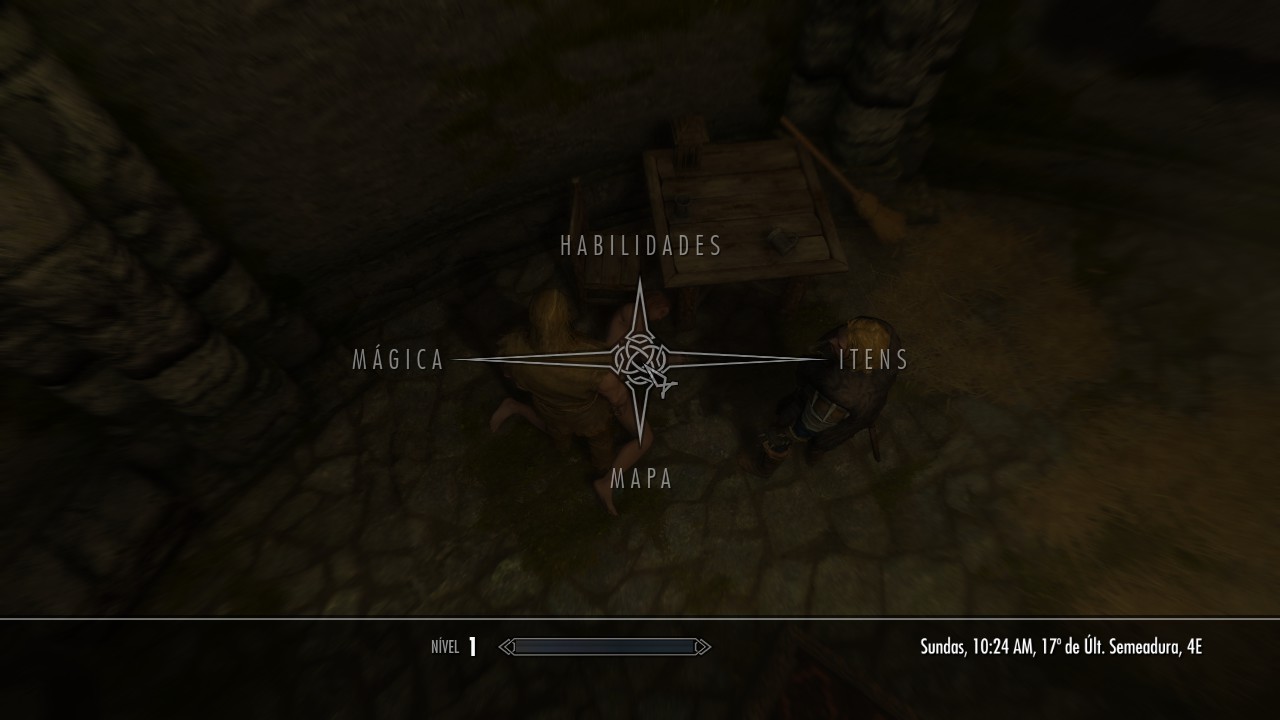 HABILIDADES
MÁGICA
ITENS
MAPA
NÍVEL 1
Sundas, 10:24 AM, 17º de Últ. Semeadura, 4E